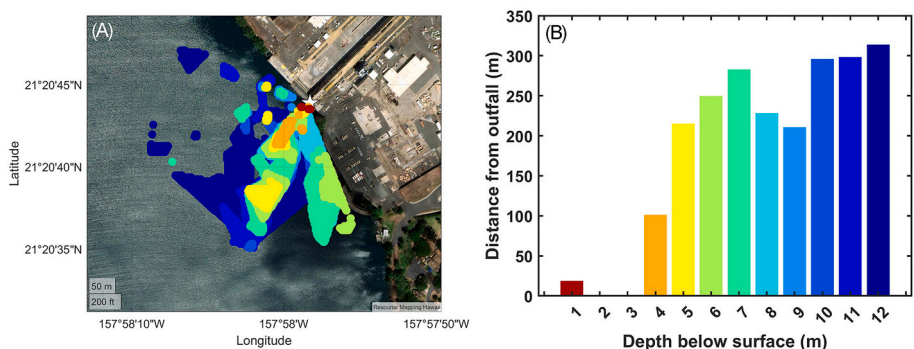 (A)
21°20'45"N
21°20'40"N
21°20'35"N
Latitude
50 m
200 ft
Resource Mapping Hawaii
157°58'10"W
157°58'W
157°57'50"W
Longitude
(B)
350
300
250
200
150
100
50
0
Distance from outfall (m)
1 2 3 4 5 6 7 8 9 10 11 12
Depth below surface (m)